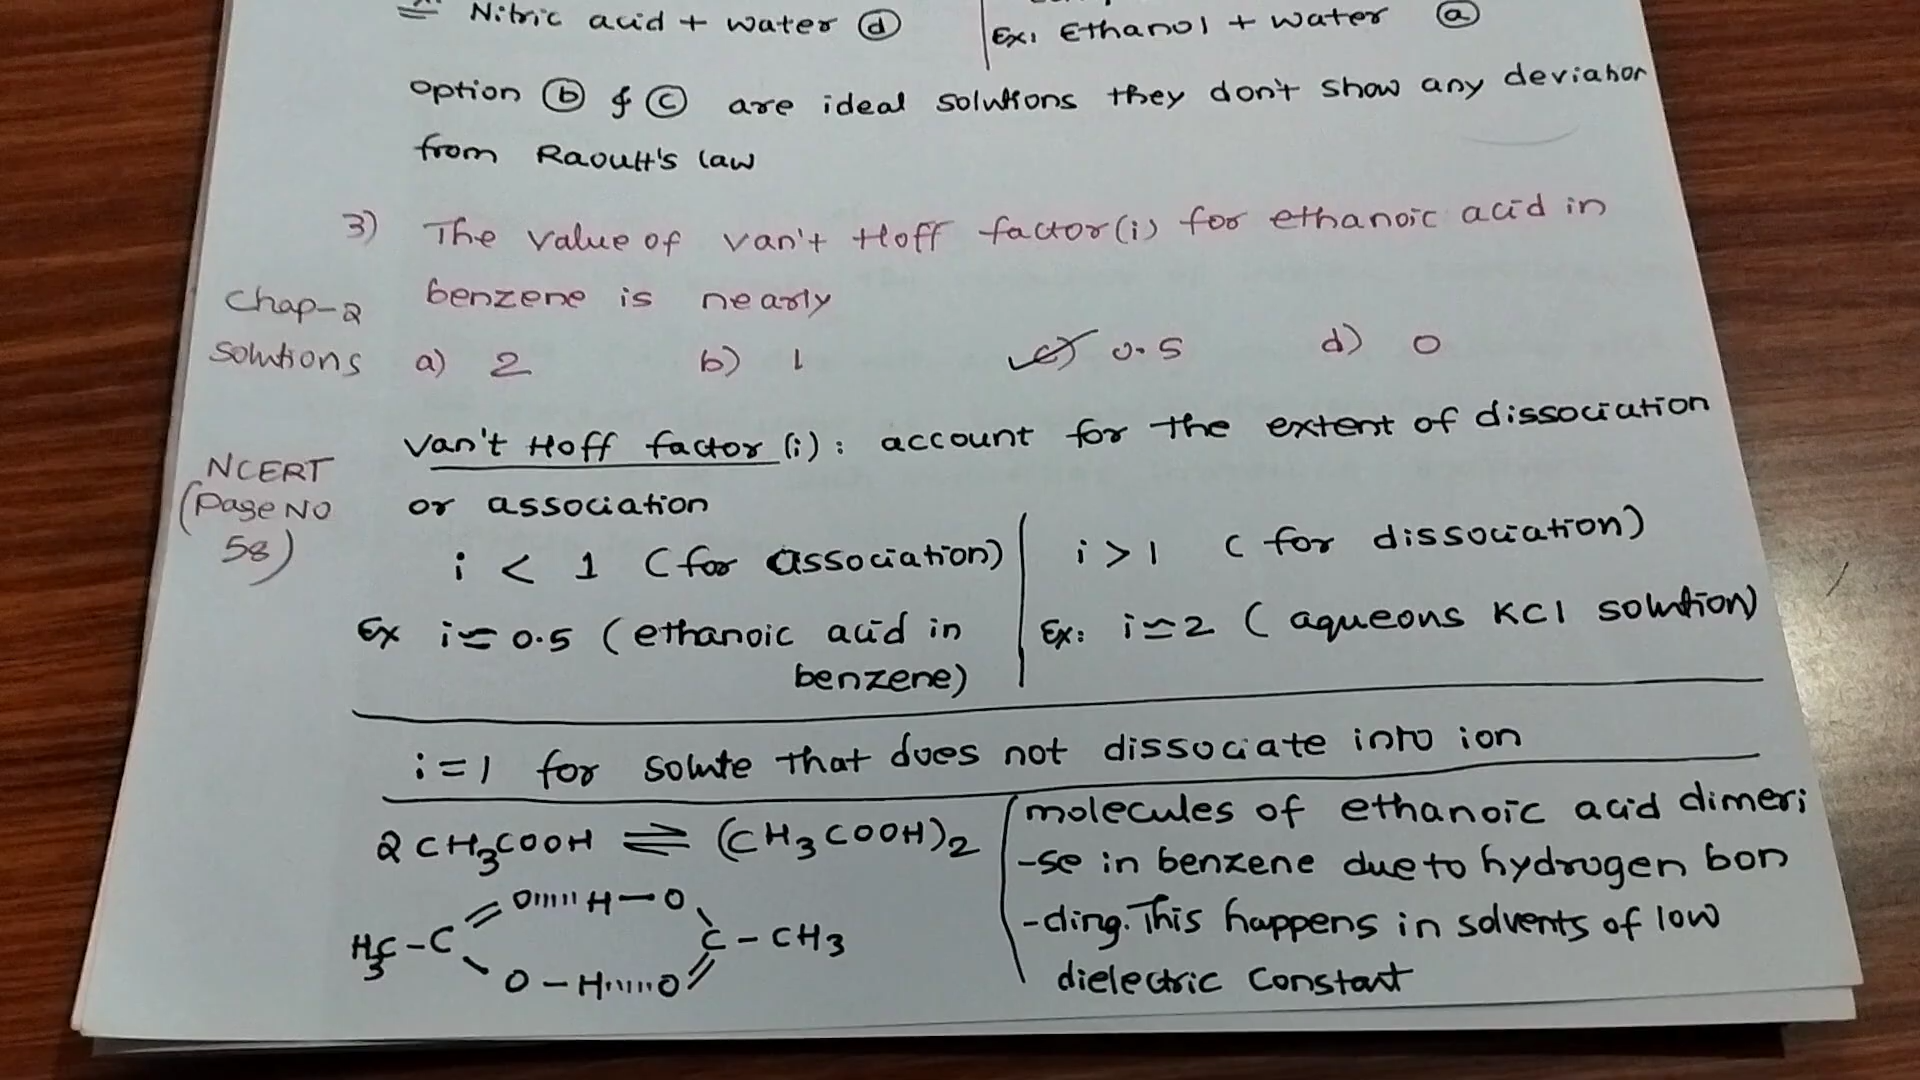 = Nitric acid + water ⓓ
Ex: Ethanol + water ⓐ
option ⓑ & ⓒ are ideal solutions they don't show any deviation
from Raoult's law
3) The value of van't Hoff factor (i) for ethanoic acid in
benzene is nearly
Chap-2
Solutions
a) 2 b) 1 c) 0.5 d) 0
Van't Hoff factor (i): account for the extent of dissociation
or association
NCERT
(Page No
58)
i < 1 (for association)
Ex i≃0.5 (ethanoic acid in
benzene)
i > 1 (for dissociation)
Ex: i≃2 (aqueous KCl solution)
i=1 for solute that does not dissociate into ion
2CH₃COOH ⇌ (CH₃COOH)₂
O H-O
H₃C-C C-CH₃
O-H O
molecules of ethanoic acid dimeri
-se in benzene due to hydrogen bon
-ding. This happens in solvents of low
dielectric constant